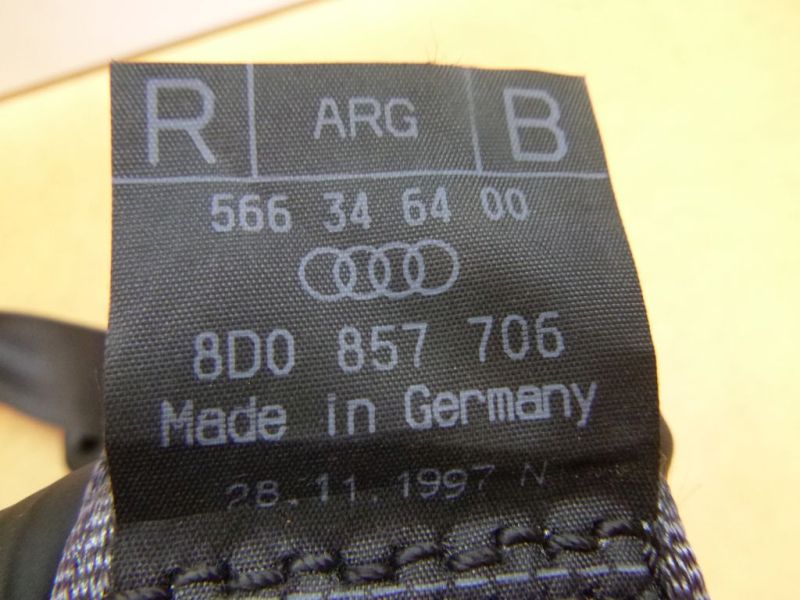 R ARG B
566 34 64 00
8D0 857 706
Made in Germany
28.11.1997 N